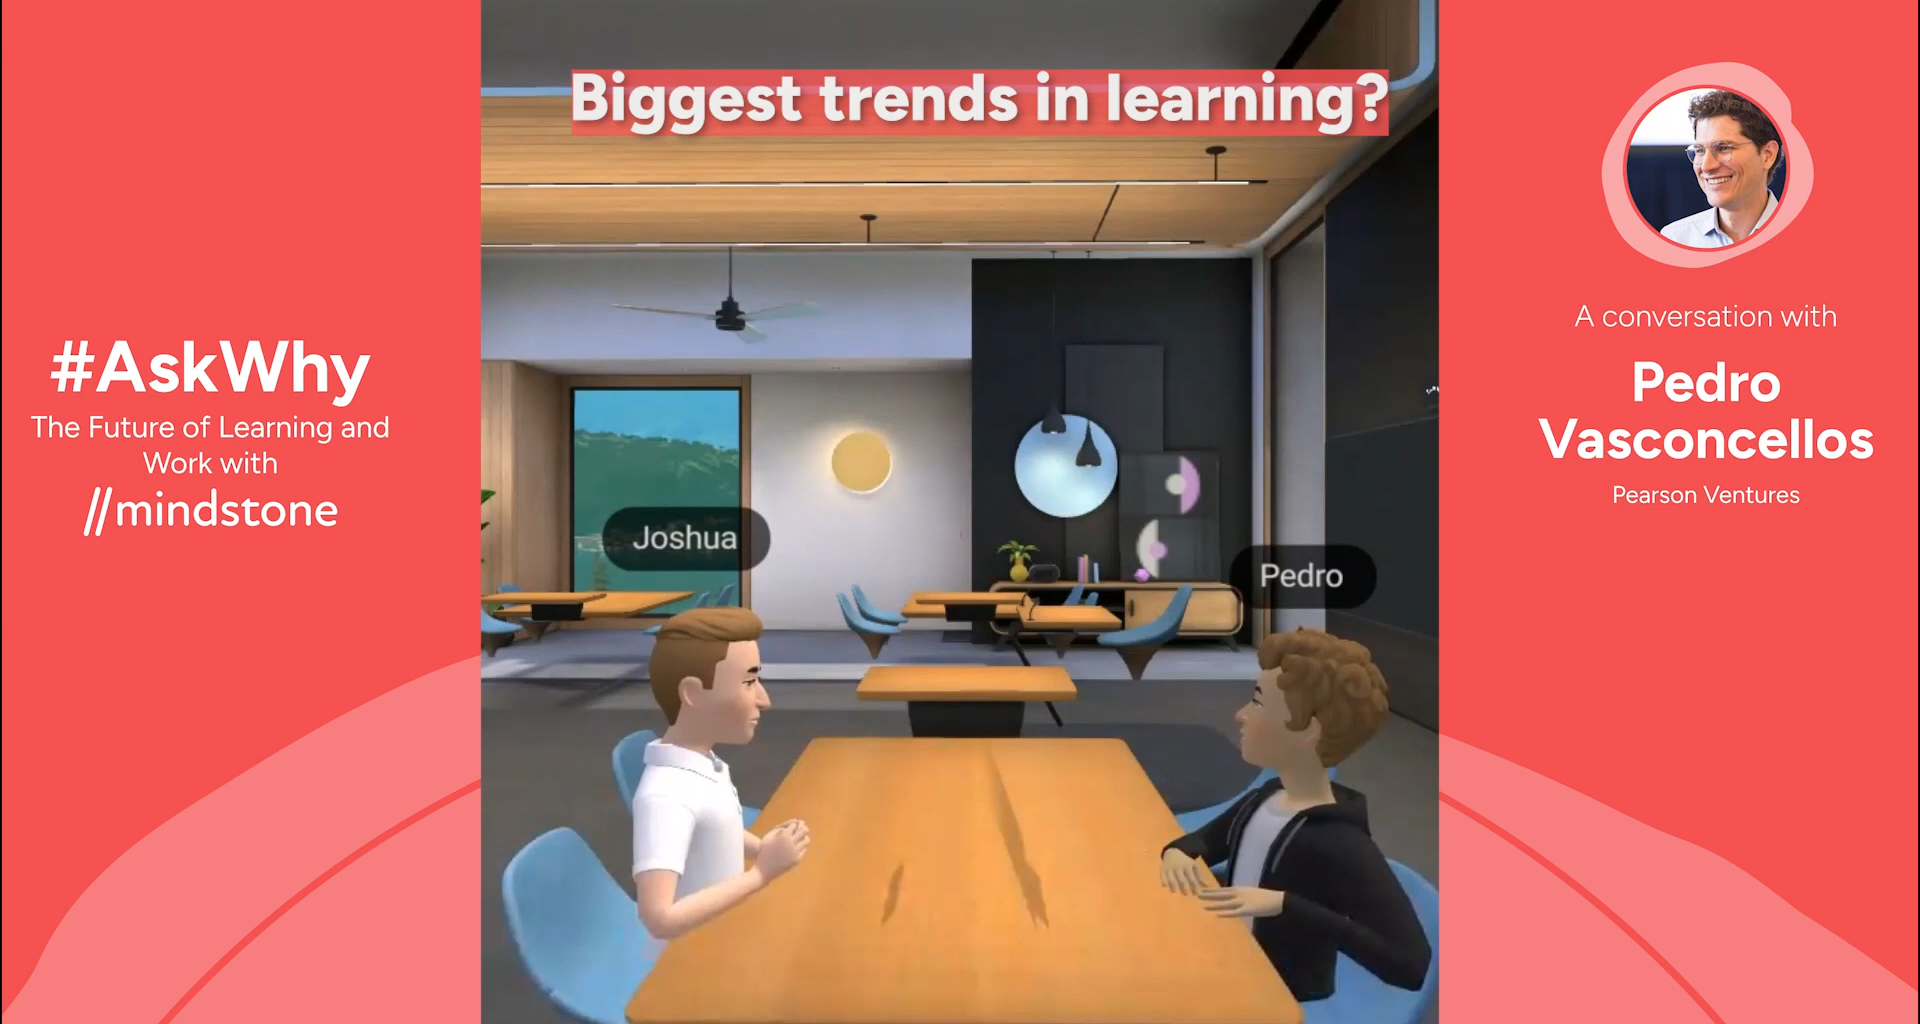 Biggest trends in learning?
#AskWhy
The Future of Learning and
Work with
//mindstone
Joshua
Pedro
A conversation with
Pedro
Vasconcellos
Pearson Ventures